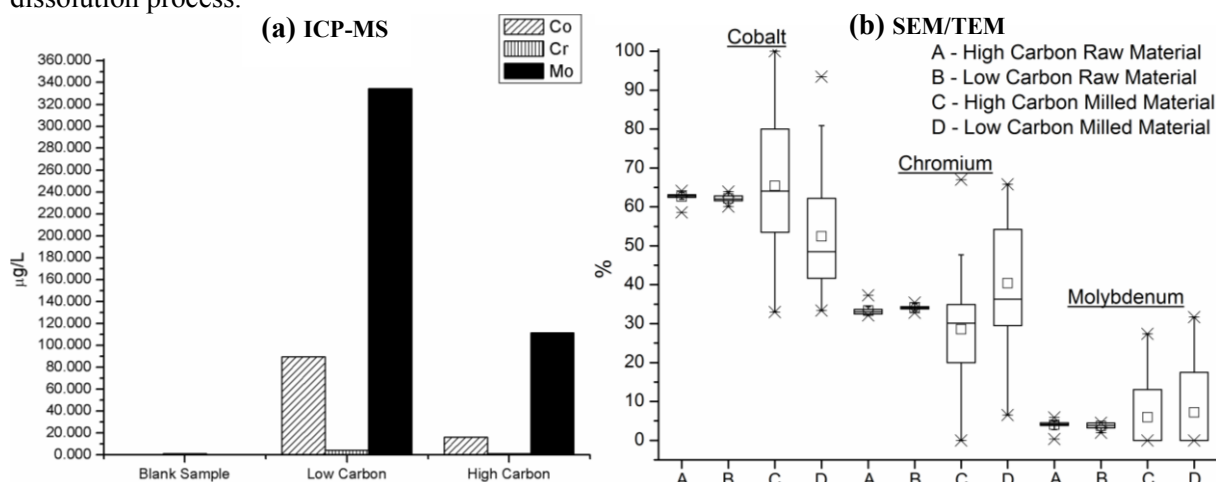 dissolution process.
(a) ICP-MS
Co
Cr
Mo
360.000
340.000
320.000
300.000
280.000
260.000
240.000
220.000
200.000
180.000
160.000
140.000
120.000
100.000
80.000
60.000
40.000
20.000
0.000
µg/L
Blank Sample Low Carbon High Carbon
(b) SEM/TEM
A - High Carbon Raw Material
B - Low Carbon Raw Material
C - High Carbon Milled Material
D - Low Carbon Milled Material
Cobalt
Chromium
Molybdenum
100
90
80
70
60
50
40
30
20
10
0
%
A B C D A B C D A B C D